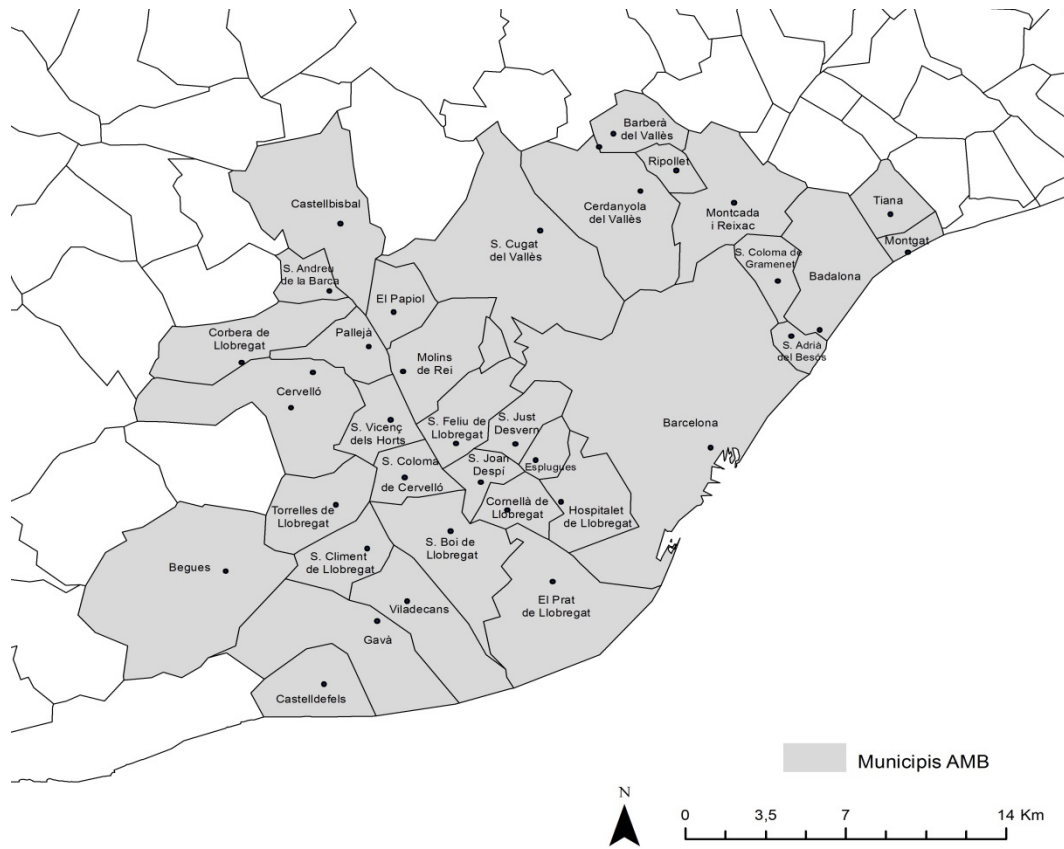 Barberà
del Vallès
Ripollet
Castellbisbal
Cerdanyola
del Vallès
Montcada
i Reixac
Tiana
Montgat
S. Cugat
del Vallès
S. Coloma de
Gramenet
Badalona
S. Andreu
de la Barca
El Papiol
Corbera de
Llobregat
Pallejà
Molins
de Rei
S. Adrià
del Besós
Cervelló
S. Vicenç
dels Horts
S. Feliu de
Llobregat
S. Just
Desvern
Barcelona
S. Coloma
de Cervelló
S. Joan
Despí
Esplugues
Torrelles de
Llobregat
Cornellà de
Llobregat
Hospitalet
de Llobregat
S. Boi de
Llobregat
S. Climent
de Llobregat
Begues
El Prat
de Llobregat
Viladecans
Gavà
Castelldefels
Municipis AMB
N
0 3,5 7 14 Km